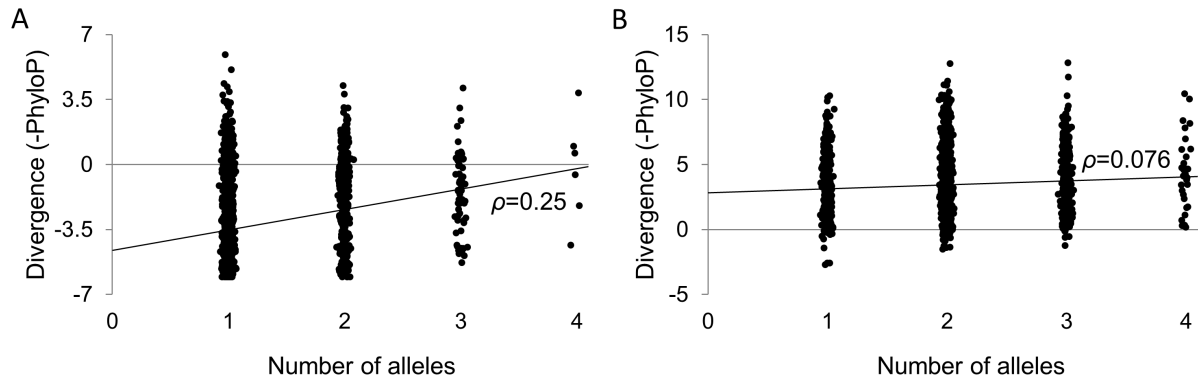 A
Divergence (-PhyloP)
7
3.5
0
-3.5
-7
ρ=0.25
0 1 2 3 4
Number of alleles
B
Divergence (-PhyloP)
15
10
5
0
-5
ρ=0.076
0 1 2 3 4
Number of alleles